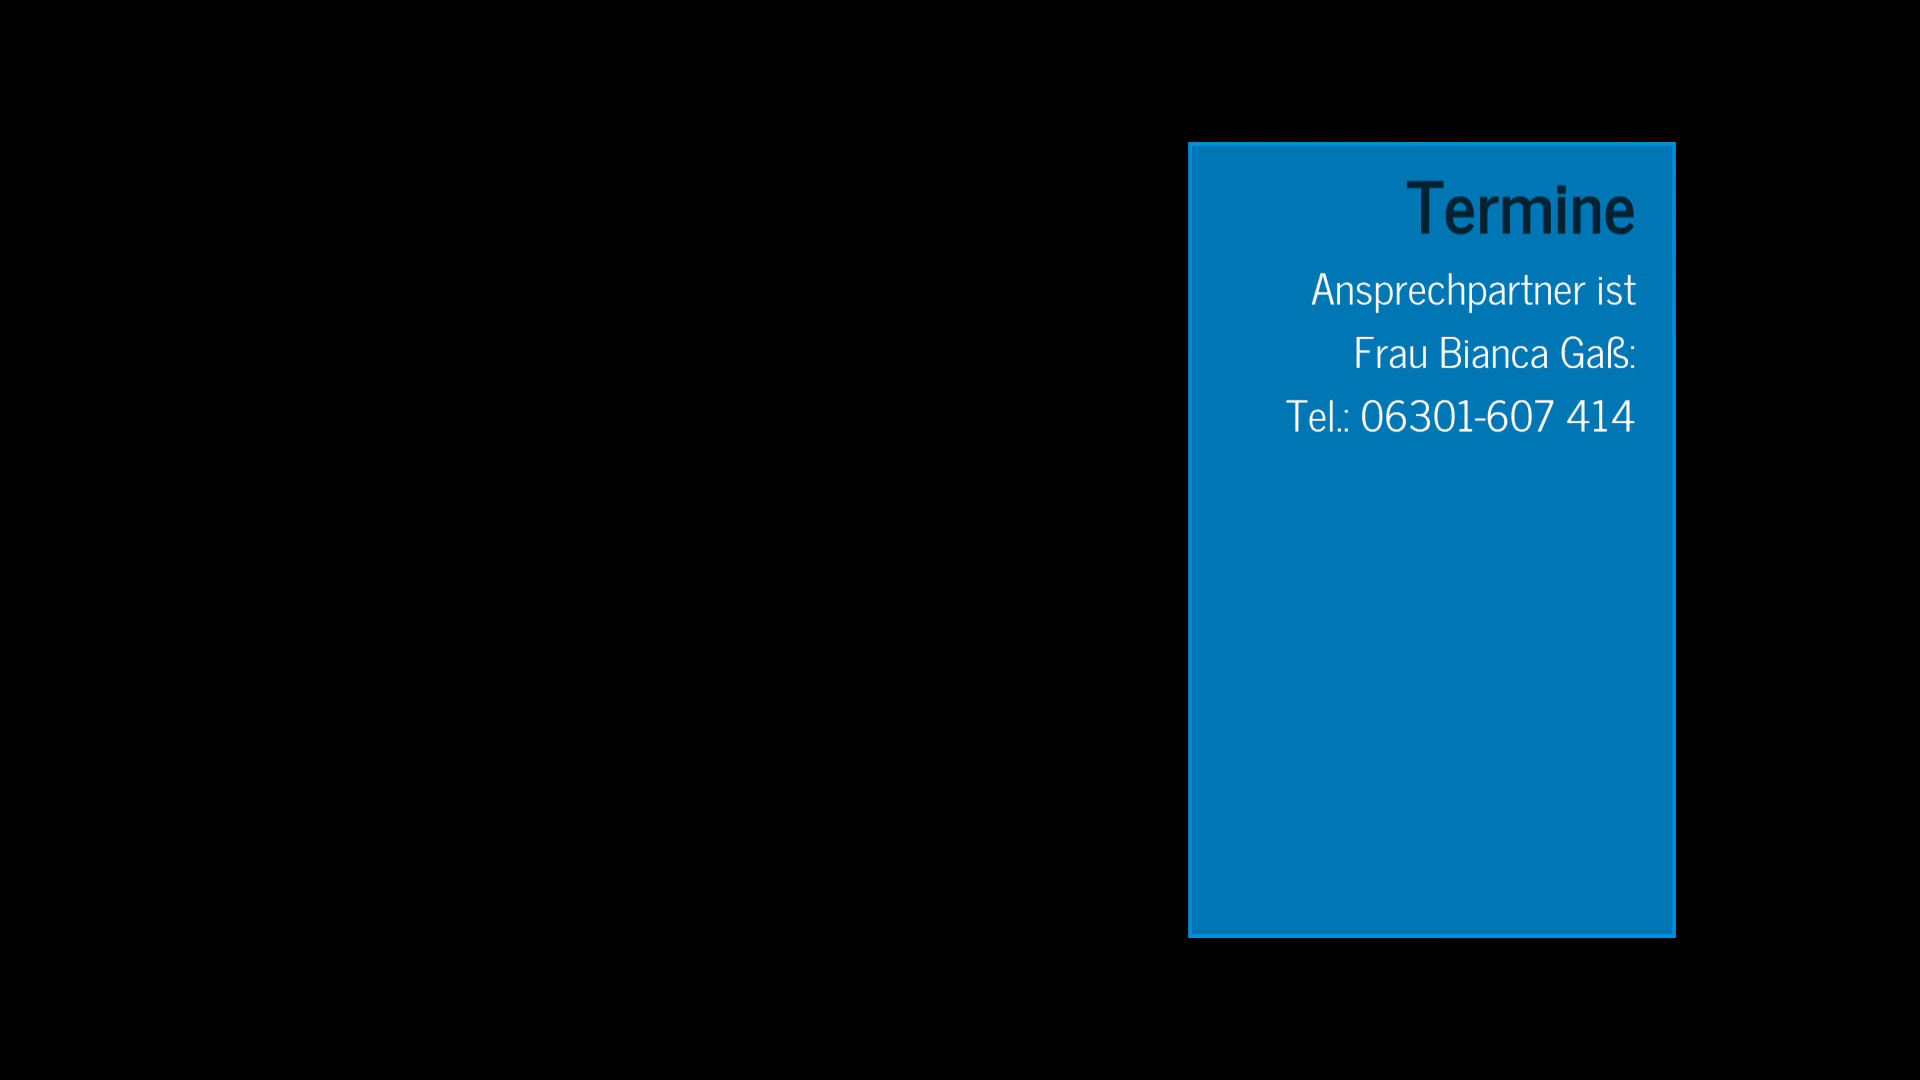 Termine
Ansprechpartner ist
Frau Bianca Gaß:
Tel.: 06301-607 414